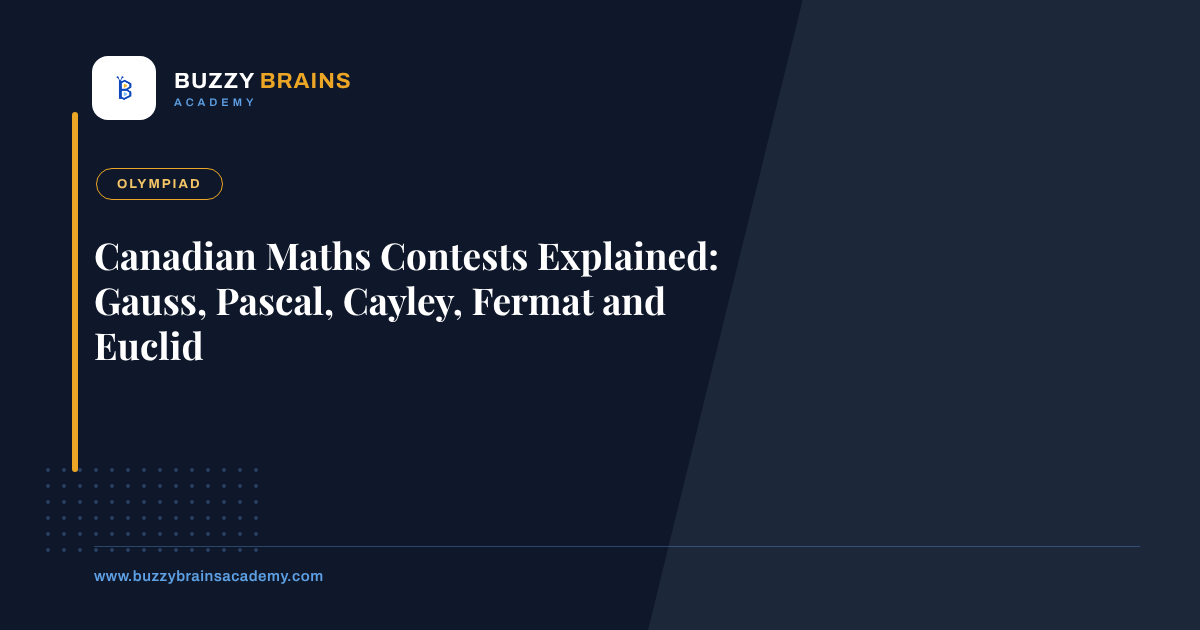 BUZZY BRAINS
ACADEMY
OLYMPIAD
Canadian Maths Contests Explained:
Gauss, Pascal, Cayley, Fermat and
Euclid
www.buzzybrainsacademy.com